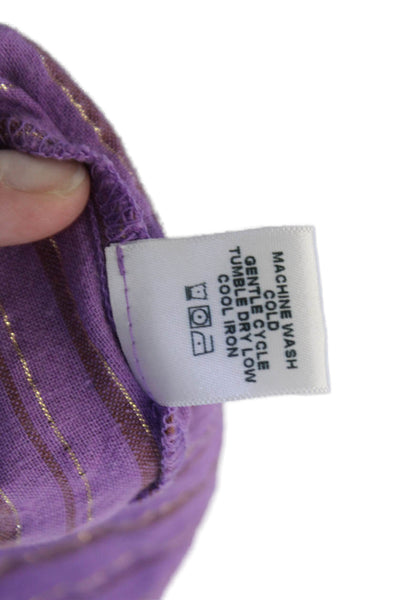 MACHINE WASH
COLD
GENTLE CYCLE
TUMBLE DRY LOW
COOL IRON